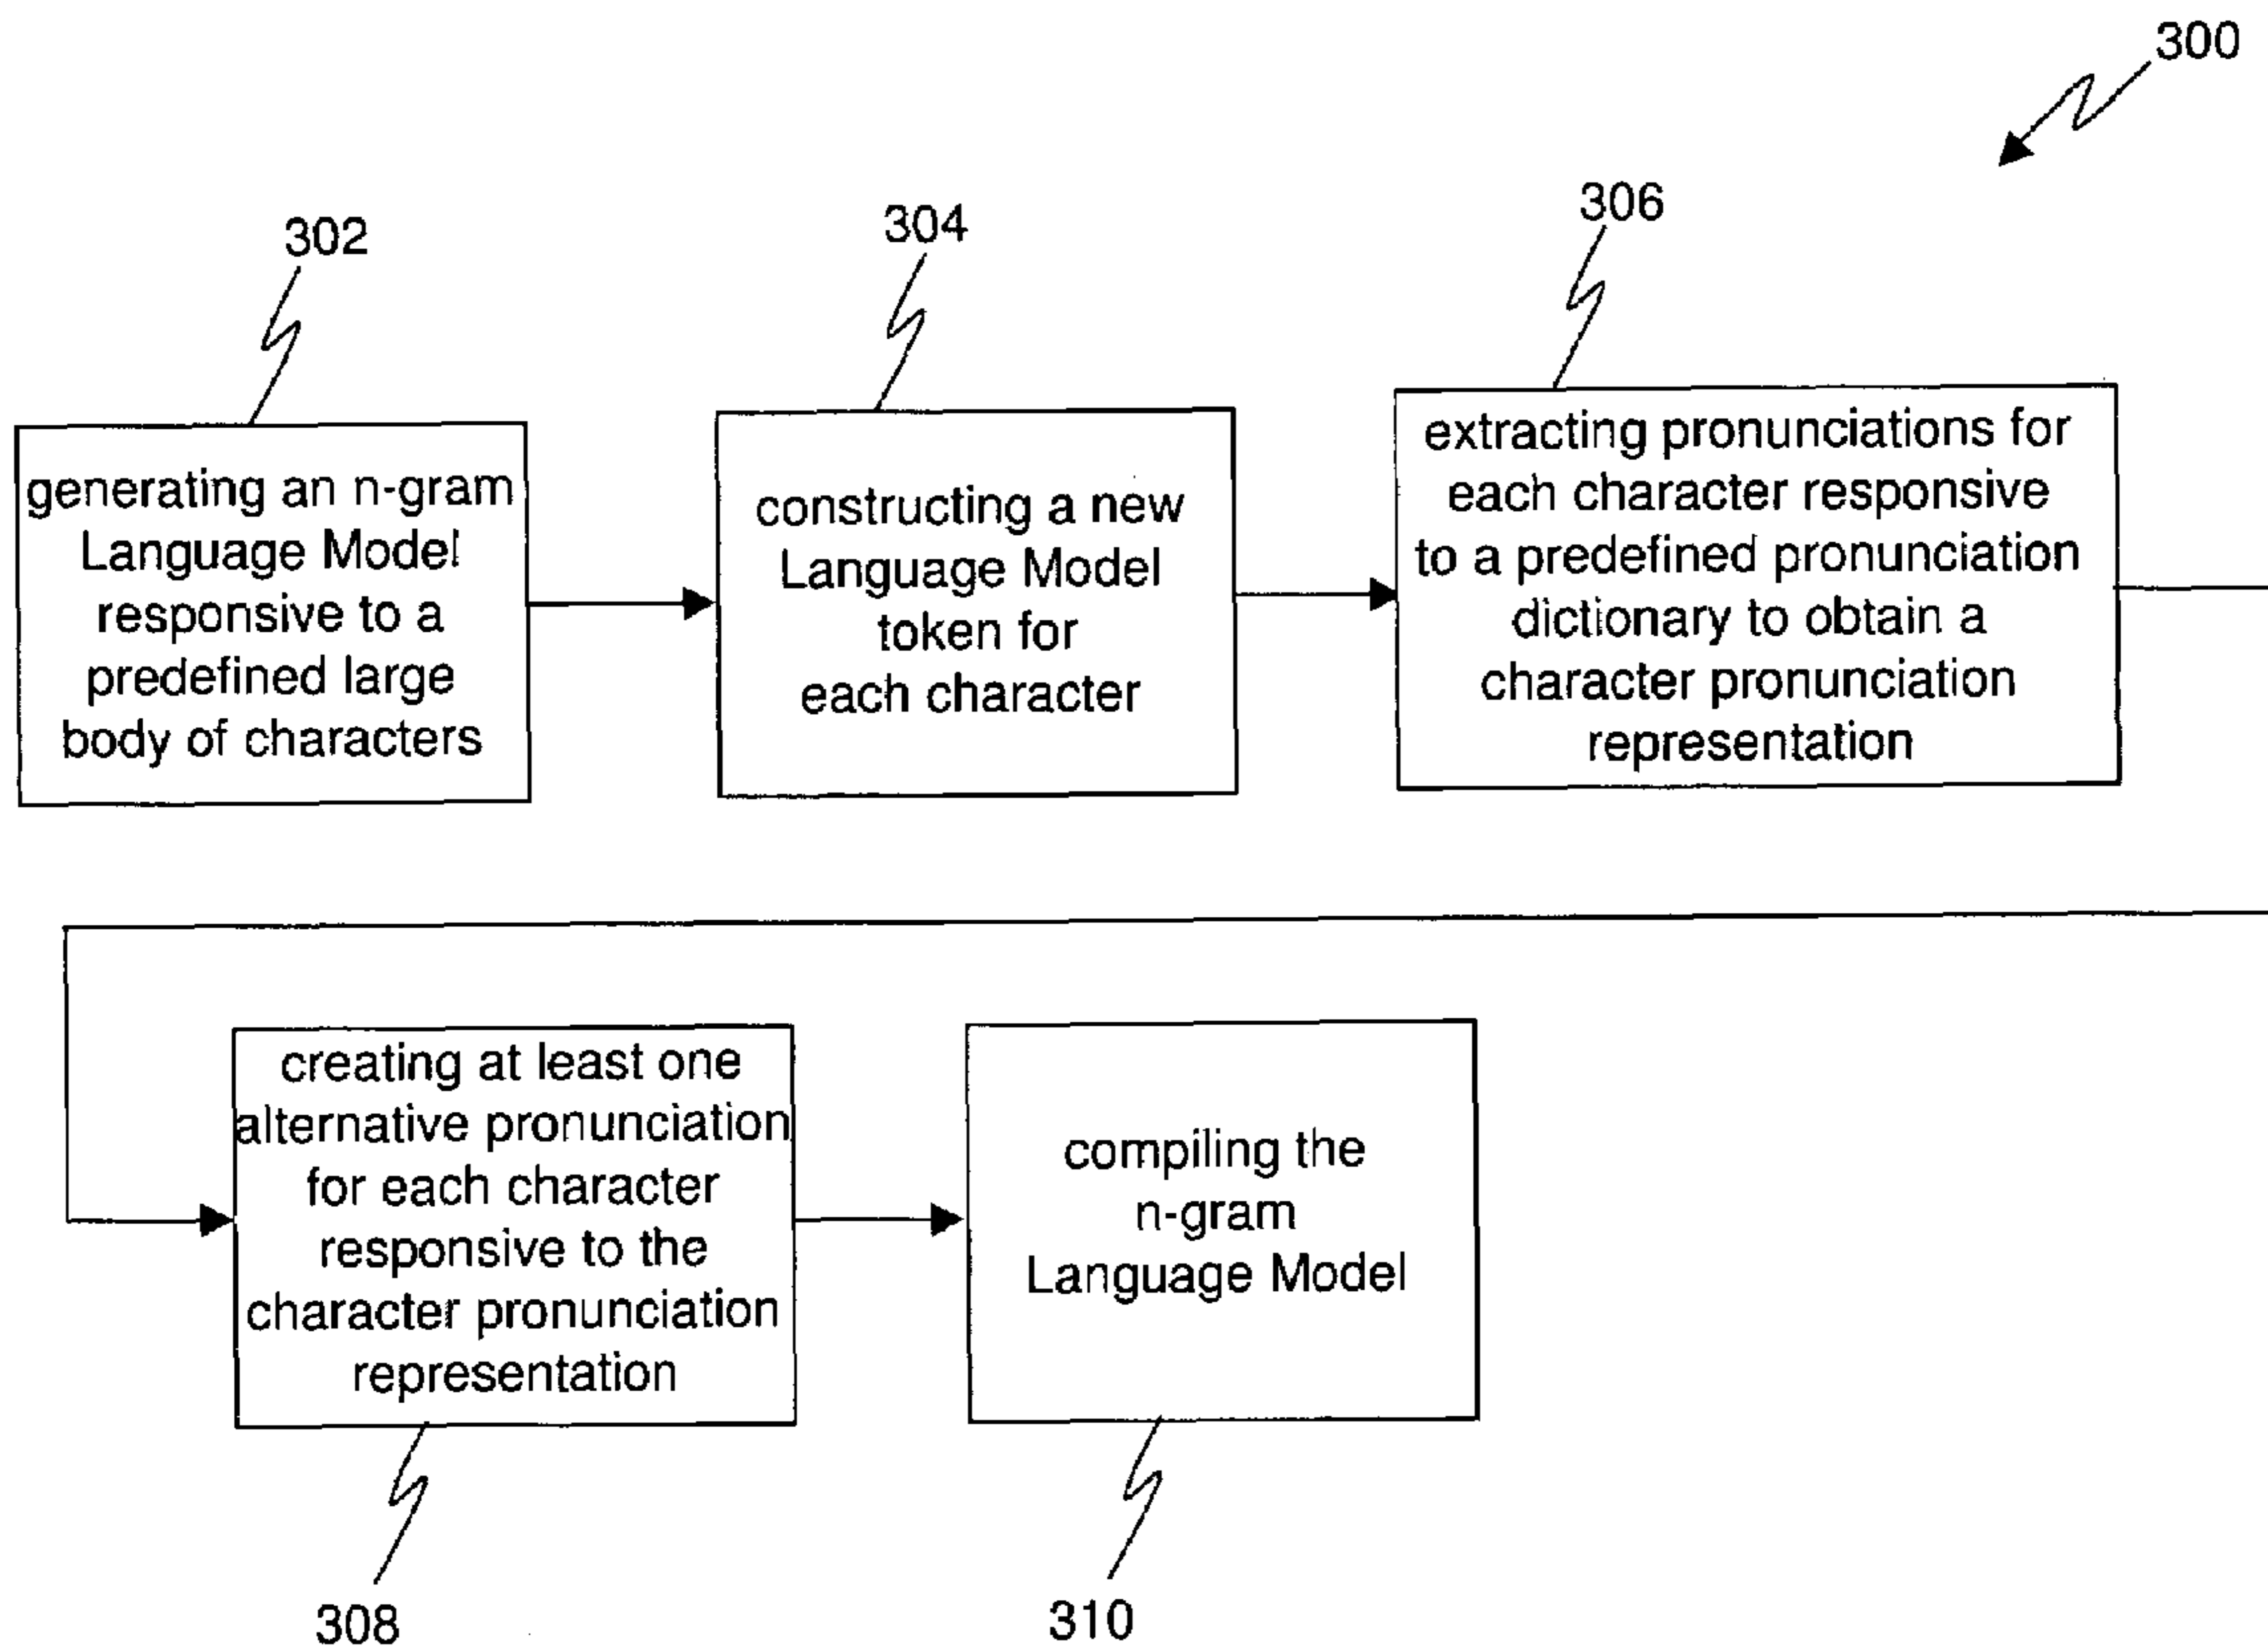 300
302
generating an n-gram
Language Model
responsive to a
predefined large
body of characters
304
constructing a new
Language Model
token for
each character
306
extracting pronunciations for
each character responsive
to a predefined pronunciation
dictionary to obtain a
character pronunciation
representation
creating at least one
alternative pronunciation
for each character
responsive to the
character pronunciation
representation
308
compiling the
n-gram
Language Model
310